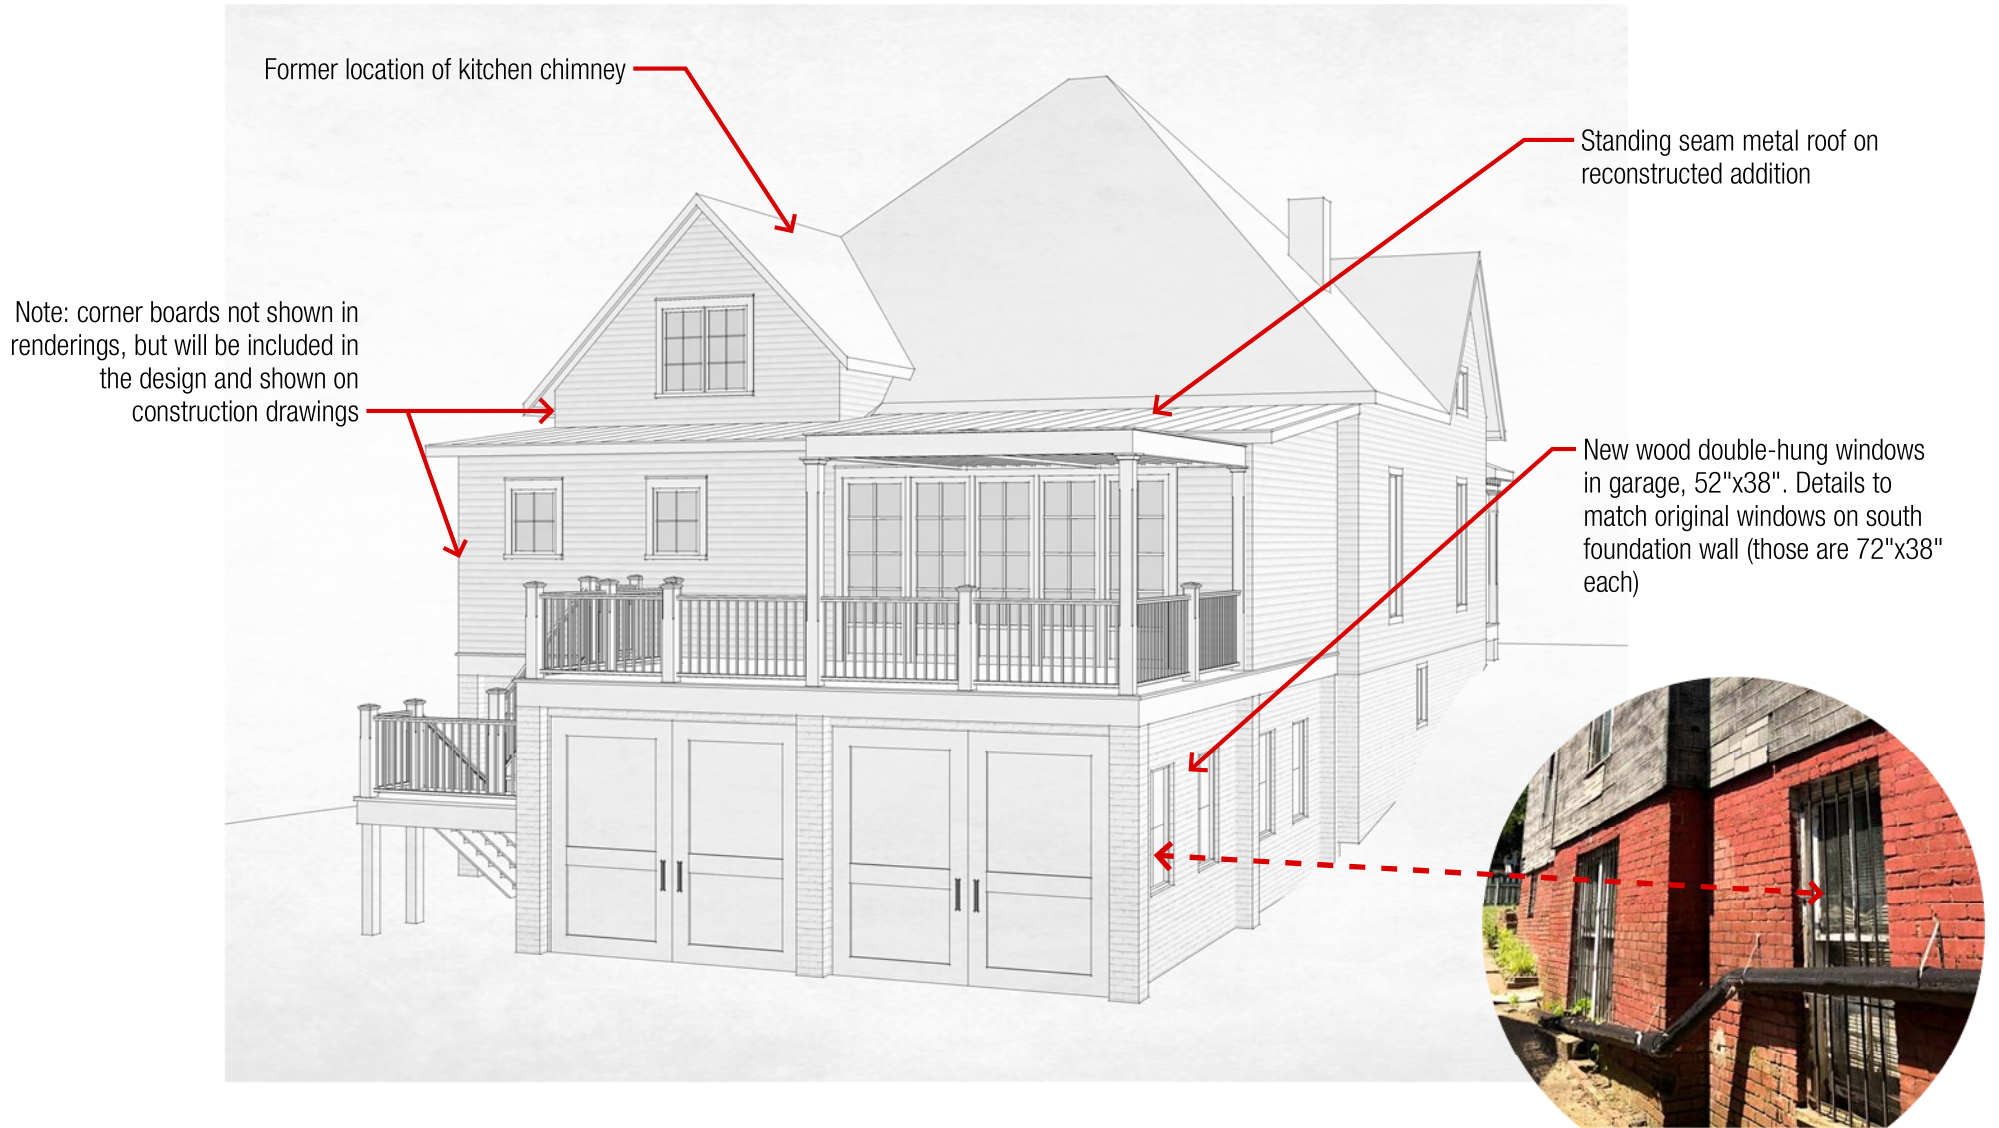 Former location of kitchen chimney
Standing seam metal roof on
reconstructed addition
Note: corner boards not shown in
renderings, but will be included in
the design and shown on
construction drawings
New wood double-hung windows
in garage, 52"x38". Details to
match original windows on south
foundation wall (those are 72"x38"
each)